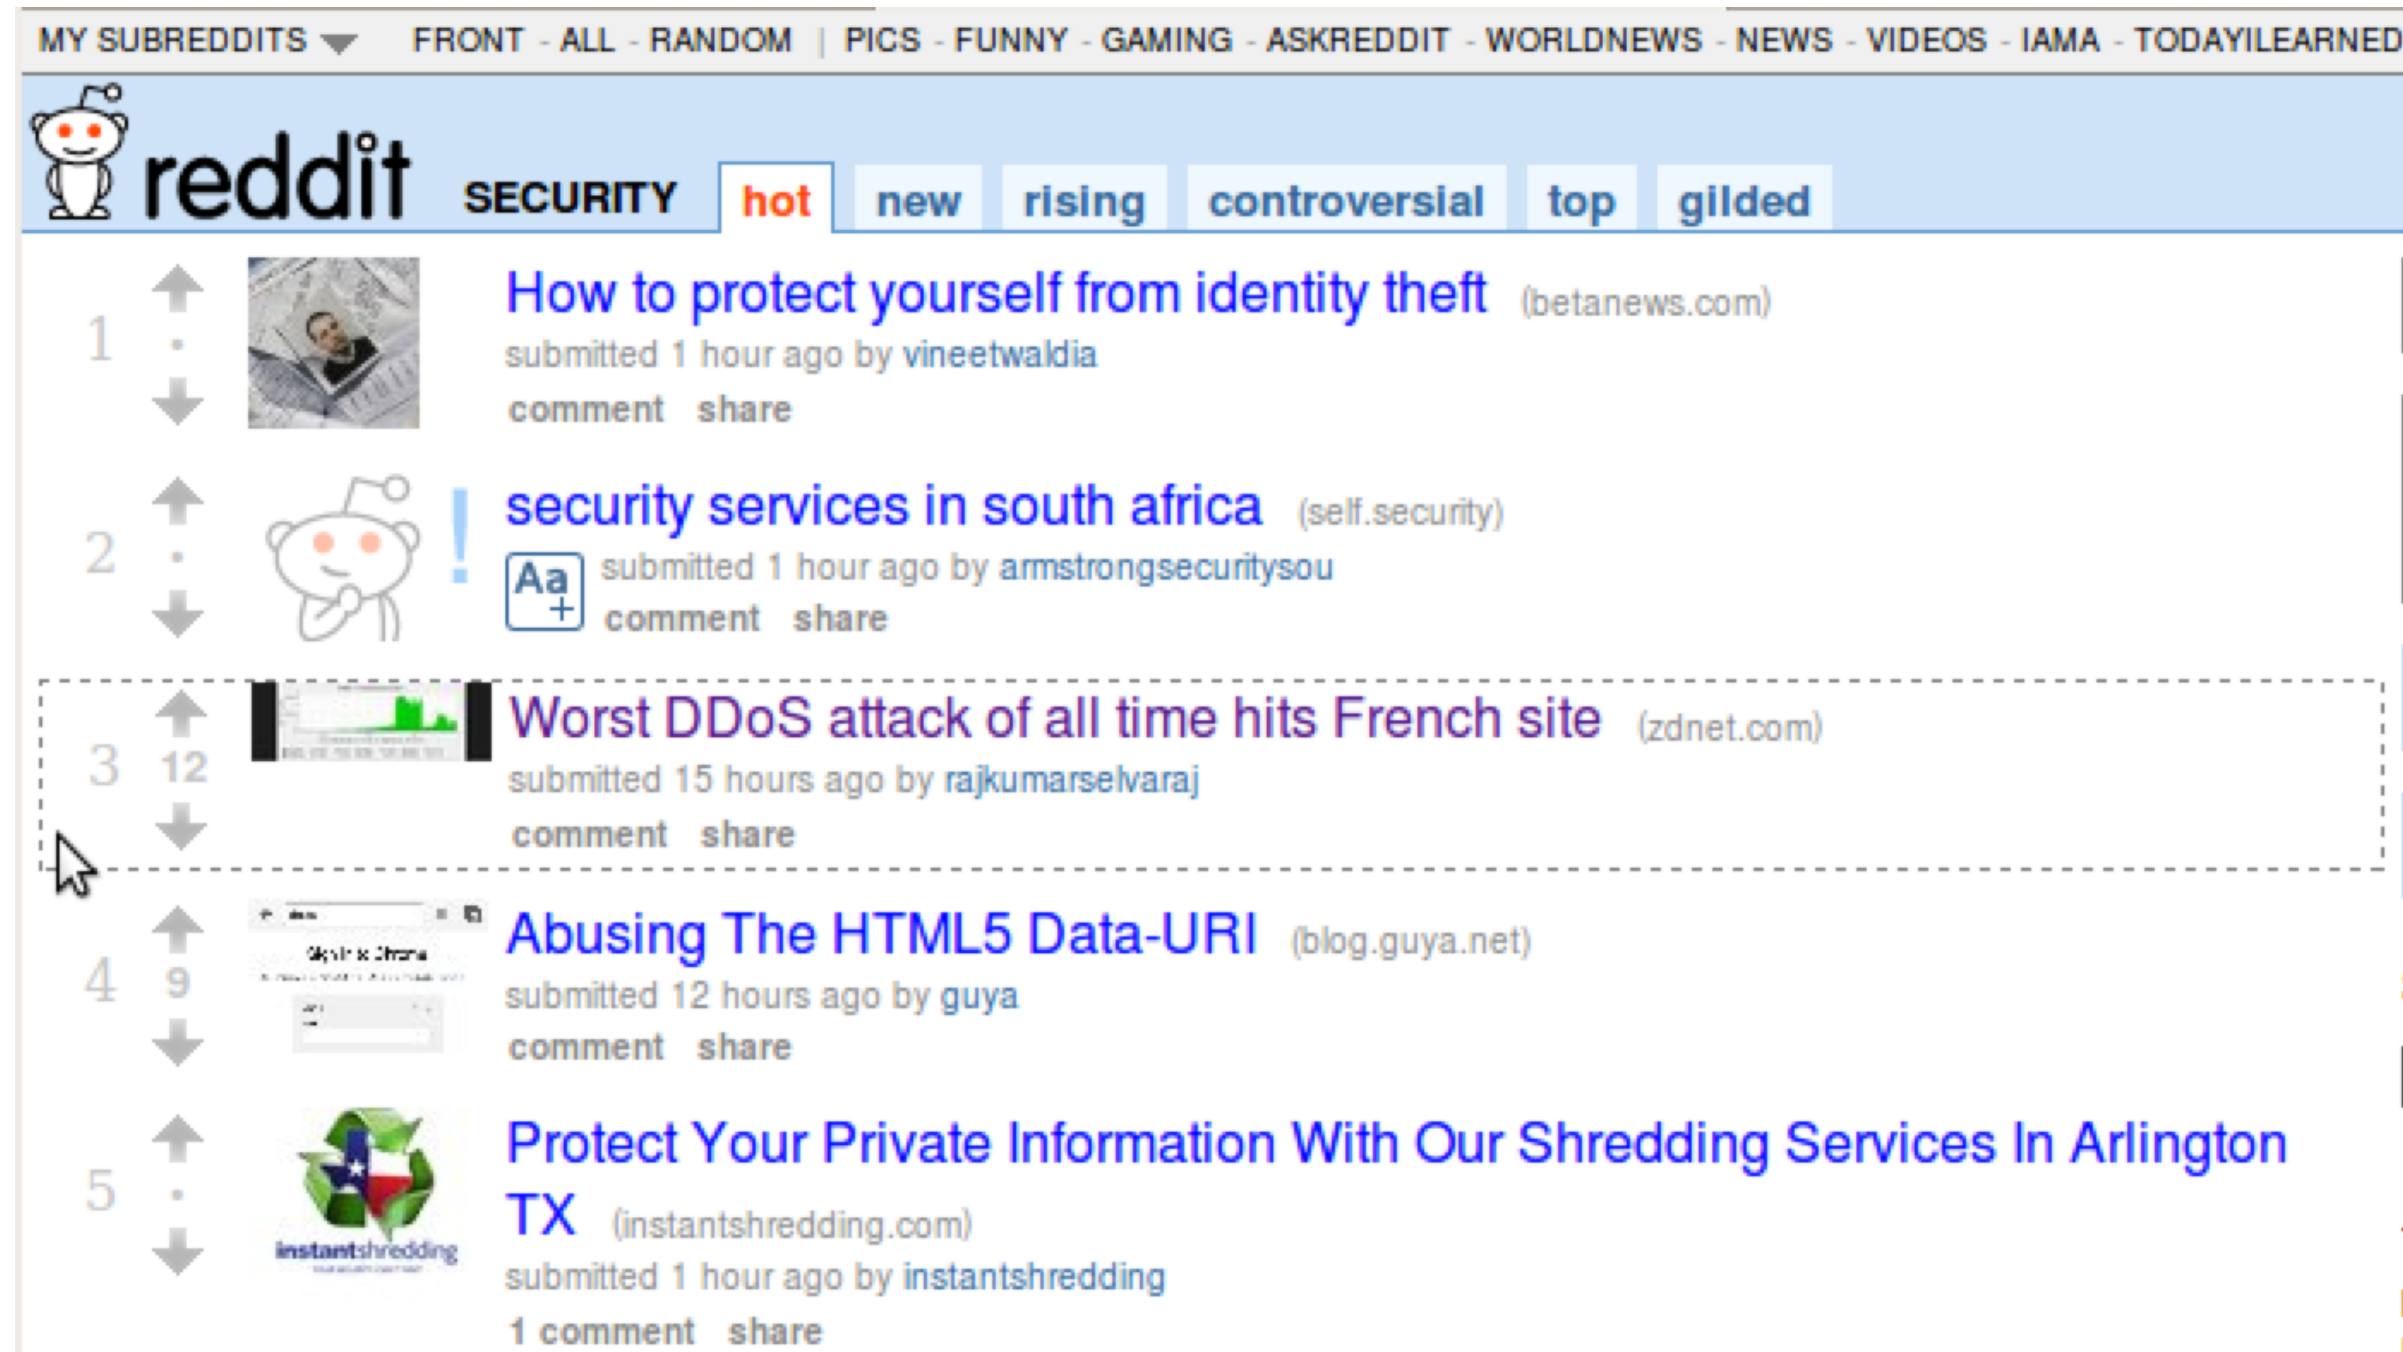 MY SUBREDDITS FRONT - ALL - RANDOM | PICS - FUNNY - GAMING - ASKREDDIT - WORLDNEWS - NEWS - VIDEOS - IAMA - TODAYILEARNED
reddit SECURITY hot new rising controversial top gilded
1 How to protect yourself from identity theft (betanews.com)
submitted 1 hour ago by vineetwaldia
comment share
2 ! security services in south africa (self.security)
Aa+ submitted 1 hour ago by armstrongsecuritysou
comment share
3 12 Worst DDoS attack of all time hits French site (zdnet.com)
submitted 15 hours ago by rajkumarselvaraj
comment share
4 9 Abusing The HTML5 Data-URI (blog.guya.net)
Sign in to Chrome
submitted 12 hours ago by guya
comment share
5 Protect Your Private Information With Our Shredding Services In Arlington
TX (instantshredding.com)
instantshredding
submitted 1 hour ago by instantshredding
1 comment share